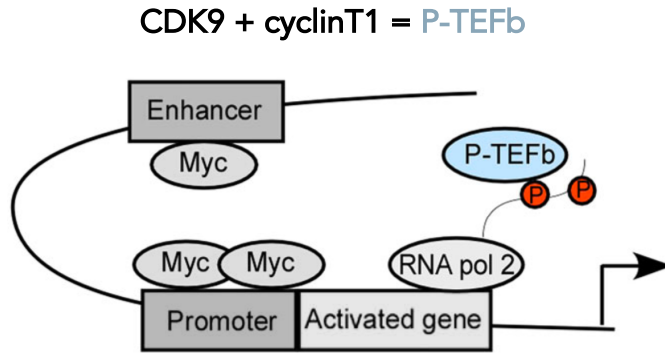 CDK9 + cyclinT1 = P-TEFb
Enhancer
Myc
P-TEFb
P
P
Myc
Myc
RNA pol 2
Promoter
Activated gene